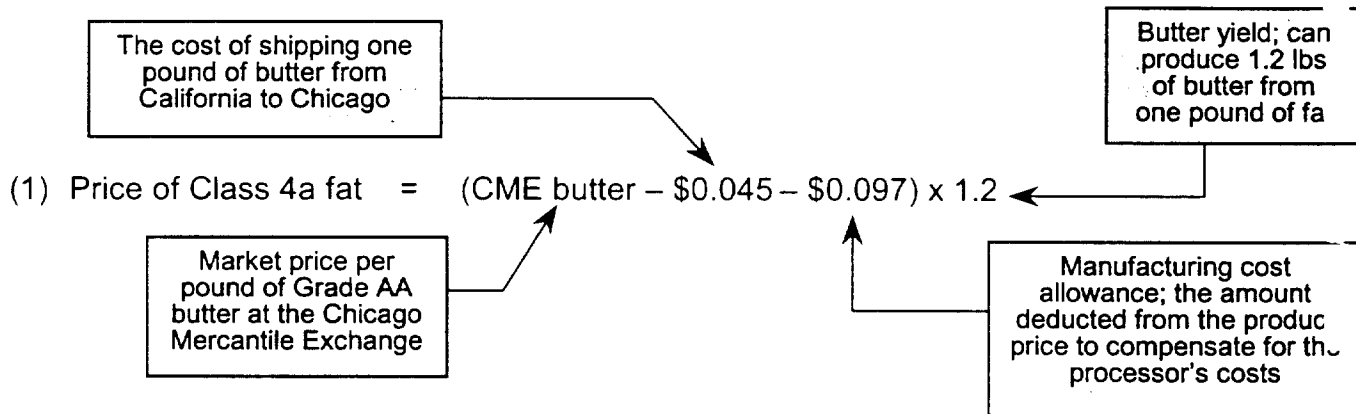 The cost of shipping one
pound of butter from
California to Chicago
Butter yield; can
produce 1.2 lbs
of butter from
one pound of fa
(1) Price of Class 4a fat = (CME butter – $0.045 – $0.097) x 1.2
Market price per
pound of Grade AA
butter at the Chicago
Mercantile Exchange
Manufacturing cost
allowance; the amount
deducted from the produc
price to compensate for
processor's costs